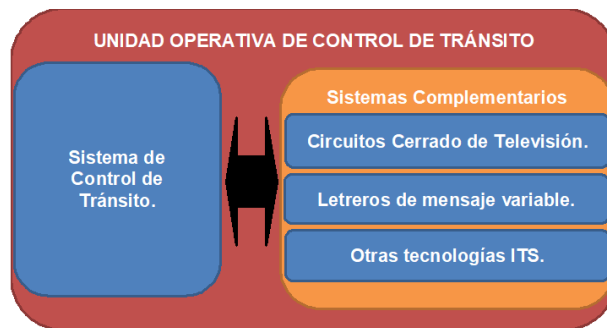 UNIDAD OPERATIVA DE CONTROL DE TRÁNSITO
Sistema de
Control de
Tránsito.
Sistemas Complementarios
Circuitos Cerrado de Televisión.
Letreros de mensaje variable.
Otras tecnologías ITS.